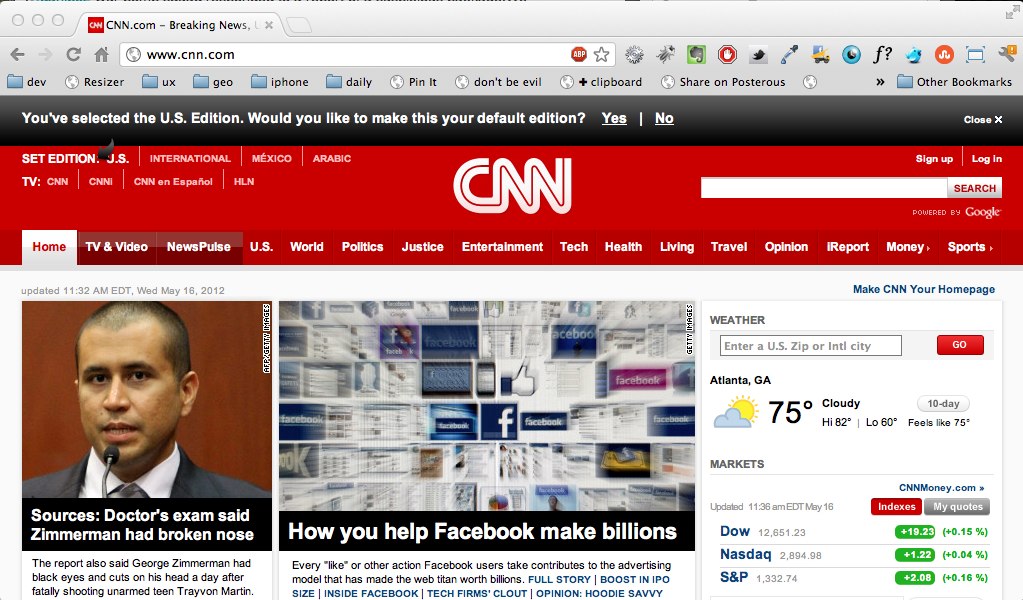 CNN.com – Breaking News, U
www.cnn.com
ABP
f?
dev Resizer ux geo iphone daily Pin It don't be evil + clipboard Share on Posterous » Other Bookmarks
You've selected the U.S. Edition. Would you like to make this your default edition? Yes | No Close ✕
SET EDITION: U.S. INTERNATIONAL MÉXICO ARABIC
Sign up Log in
TV: CNN CNNi CNN en Español HLN
CNN
SEARCH
POWERED BY Google
Home TV & Video NewsPulse U.S. World Politics Justice Entertainment Tech Health Living Travel Opinion iReport Money Sports
updated 11:32 AM EDT, Wed May 16, 2012
Make CNN Your Homepage
AFP/GETTY IMAGES
Sources: Doctor's exam said
Zimmerman had broken nose
The report also said George Zimmerman had
black eyes and cuts on his head a day after
fatally shooting unarmed teen Trayvon Martin.
GETTY IMAGES
facebook
facebook
facebook
facebook
How you help Facebook make billions
Every "like" or other action Facebook users take contributes to the advertising
model that has made the web titan worth billions. FULL STORY | BOOST IN IPO
SIZE | INSIDE FACEBOOK | TECH FIRMS' CLOUT | OPINION: HOODIE SAVVY
WEATHER
Enter a U.S. Zip or Intl city GO
Atlanta, GA
75° Cloudy 10-day
Hi 82° | Lo 60° Feels like 75°
MARKETS
CNNMoney.com »
Updated 11:36 am EDT May 16 Indexes My quotes
Dow 12,651.23 +19.23 (+0.15 %)
Nasdaq 2,894.98 +1.22 (+0.04 %)
S&P 1,332.74 +2.08 (+0.16 %)